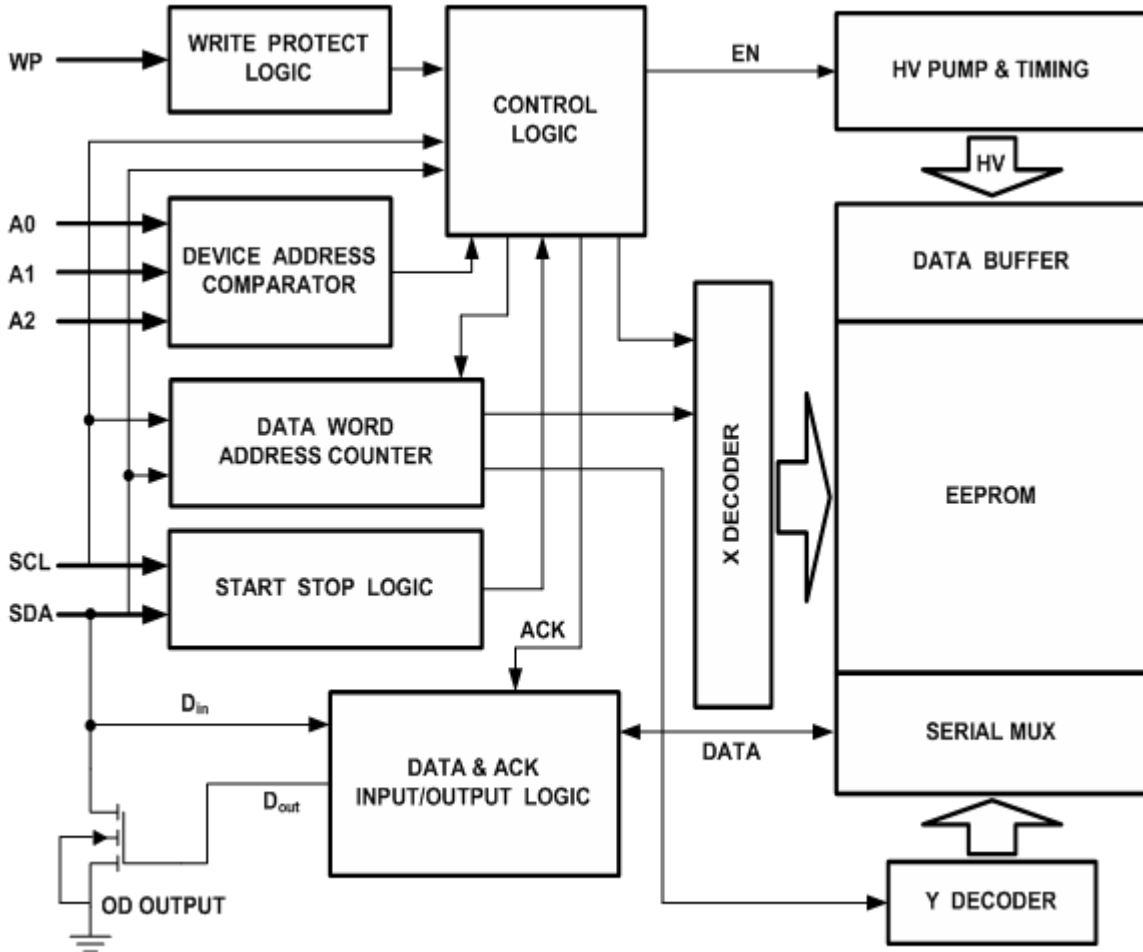 WP
WRITE PROTECT
LOGIC
CONTROL
LOGIC
EN
HV PUMP & TIMING
HV
A0
A1
A2
DEVICE ADDRESS
COMPARATOR
DATA BUFFER
DATA WORD
ADDRESS COUNTER
X DECODER
EEPROM
SCL
SDA
START STOP LOGIC
ACK
Din
DATA & ACK
INPUT/OUTPUT LOGIC
DATA
SERIAL MUX
Dout
OD OUTPUT
Y DECODER